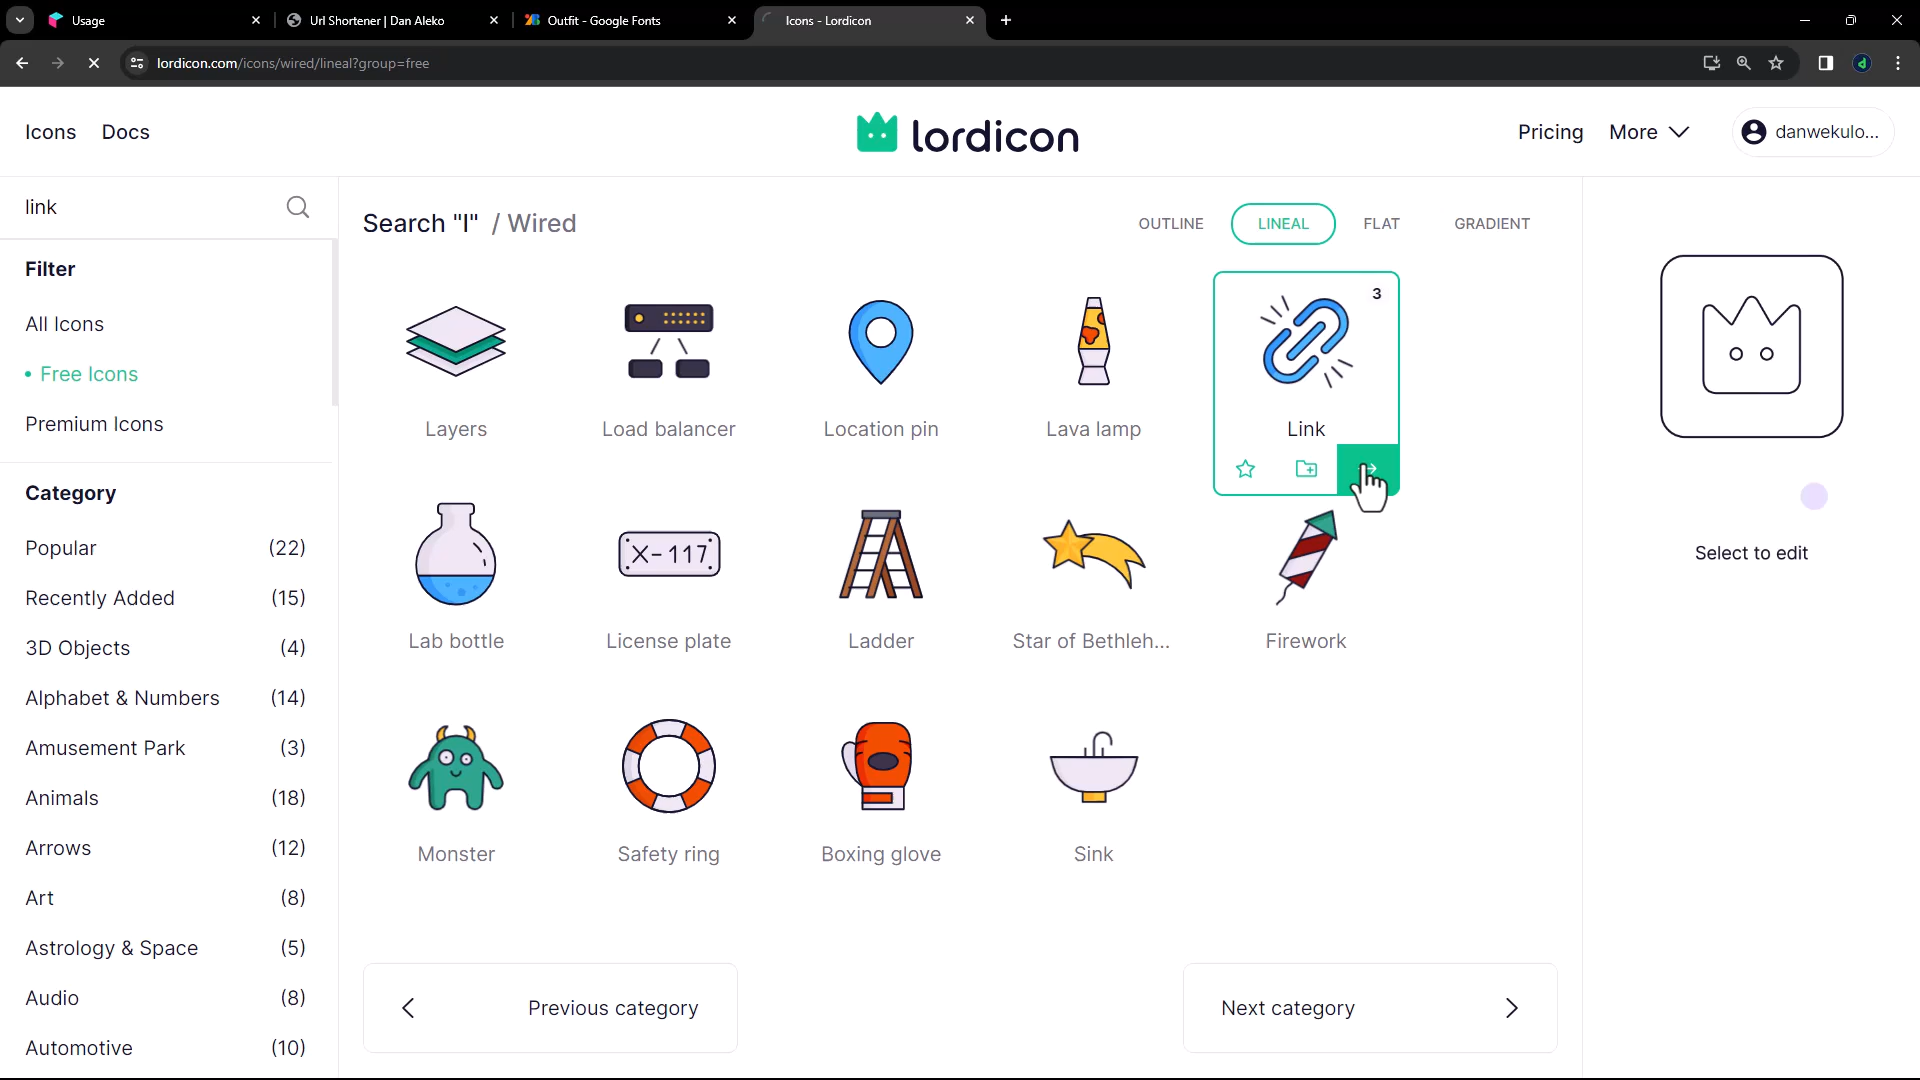 Usage
Url Shortener | Dan Aleko
Outfit - Google Fonts
Icons - Lordicon
lordicon.com/icons/wired/lineal?group=free
d
Icons
Docs
lordicon
Pricing
More
danwekulo...
link
Search "l" / Wired
OUTLINE
LINEAL
FLAT
GRADIENT
Filter
All Icons
• Free Icons
Premium Icons
Category
Popular (22)
Recently Added (15)
3D Objects (4)
Alphabet & Numbers (14)
Amusement Park (3)
Animals (18)
Arrows (12)
Art (8)
Astrology & Space (5)
Audio (8)
Automotive (10)
3
Layers
Load balancer
Location pin
Lava lamp
Link
X-117
Lab bottle
License plate
Ladder
Star of Bethleh...
Firework
Monster
Safety ring
Boxing glove
Sink
Previous category
Next category
Select to edit